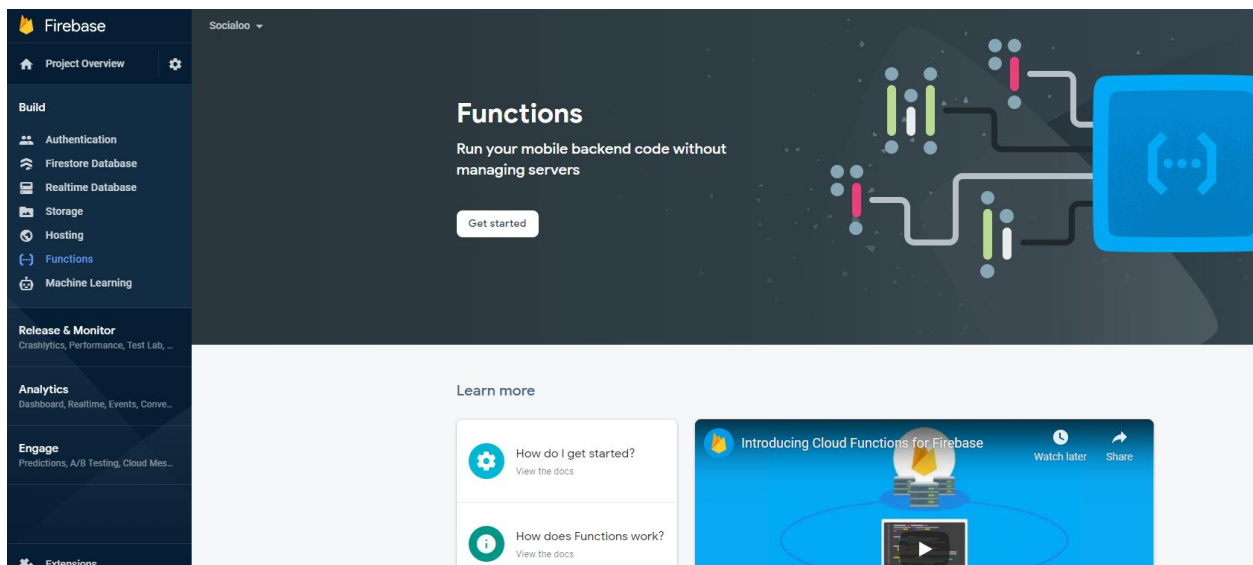 Firebase
Project Overview
Build
Authentication
Firestore Database
Realtime Database
Storage
Hosting
Functions
Machine Learning
Release & Monitor
Crashlytics, Performance, Test Lab, ...
Analytics
Dashboard, Realtime, Events, Conve...
Engage
Predictions, A/B Testing, Cloud Mes...
Extensions
Socialoo
Functions
Run your mobile backend code without
managing servers
Get started
Learn more
How do I get started?
View the docs
How does Functions work?
View the docs
Introducing Cloud Functions for Firebase
Watch later
Share